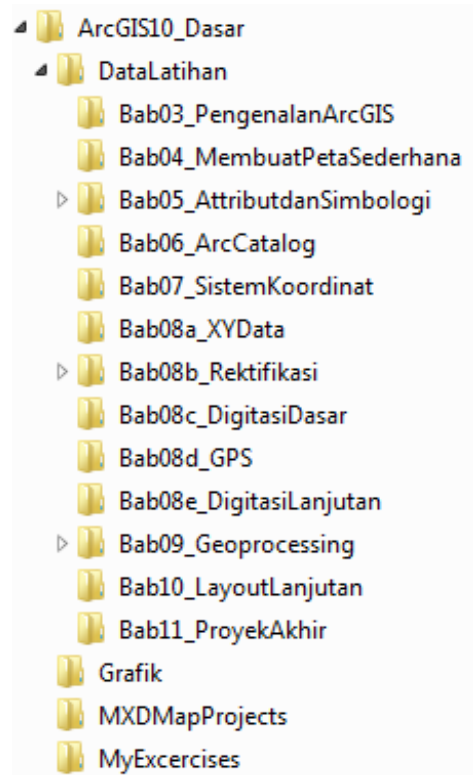 ArcGIS10_Dasar
DataLatihan
Bab03_PengenalanArcGIS
Bab04_MembuatPetaSederhana
Bab05_AttributdanSimbologi
Bab06_ArcCatalog
Bab07_SistemKoordinat
Bab08a_XYData
Bab08b_Rektifikasi
Bab08c_DigitasiDasar
Bab08d_GPS
Bab08e_DigitasiLanjutan
Bab09_Geoprocessing
Bab10_LayoutLanjutan
Bab11_ProyekAkhir
Grafik
MXDMapProjects
MyExcercises